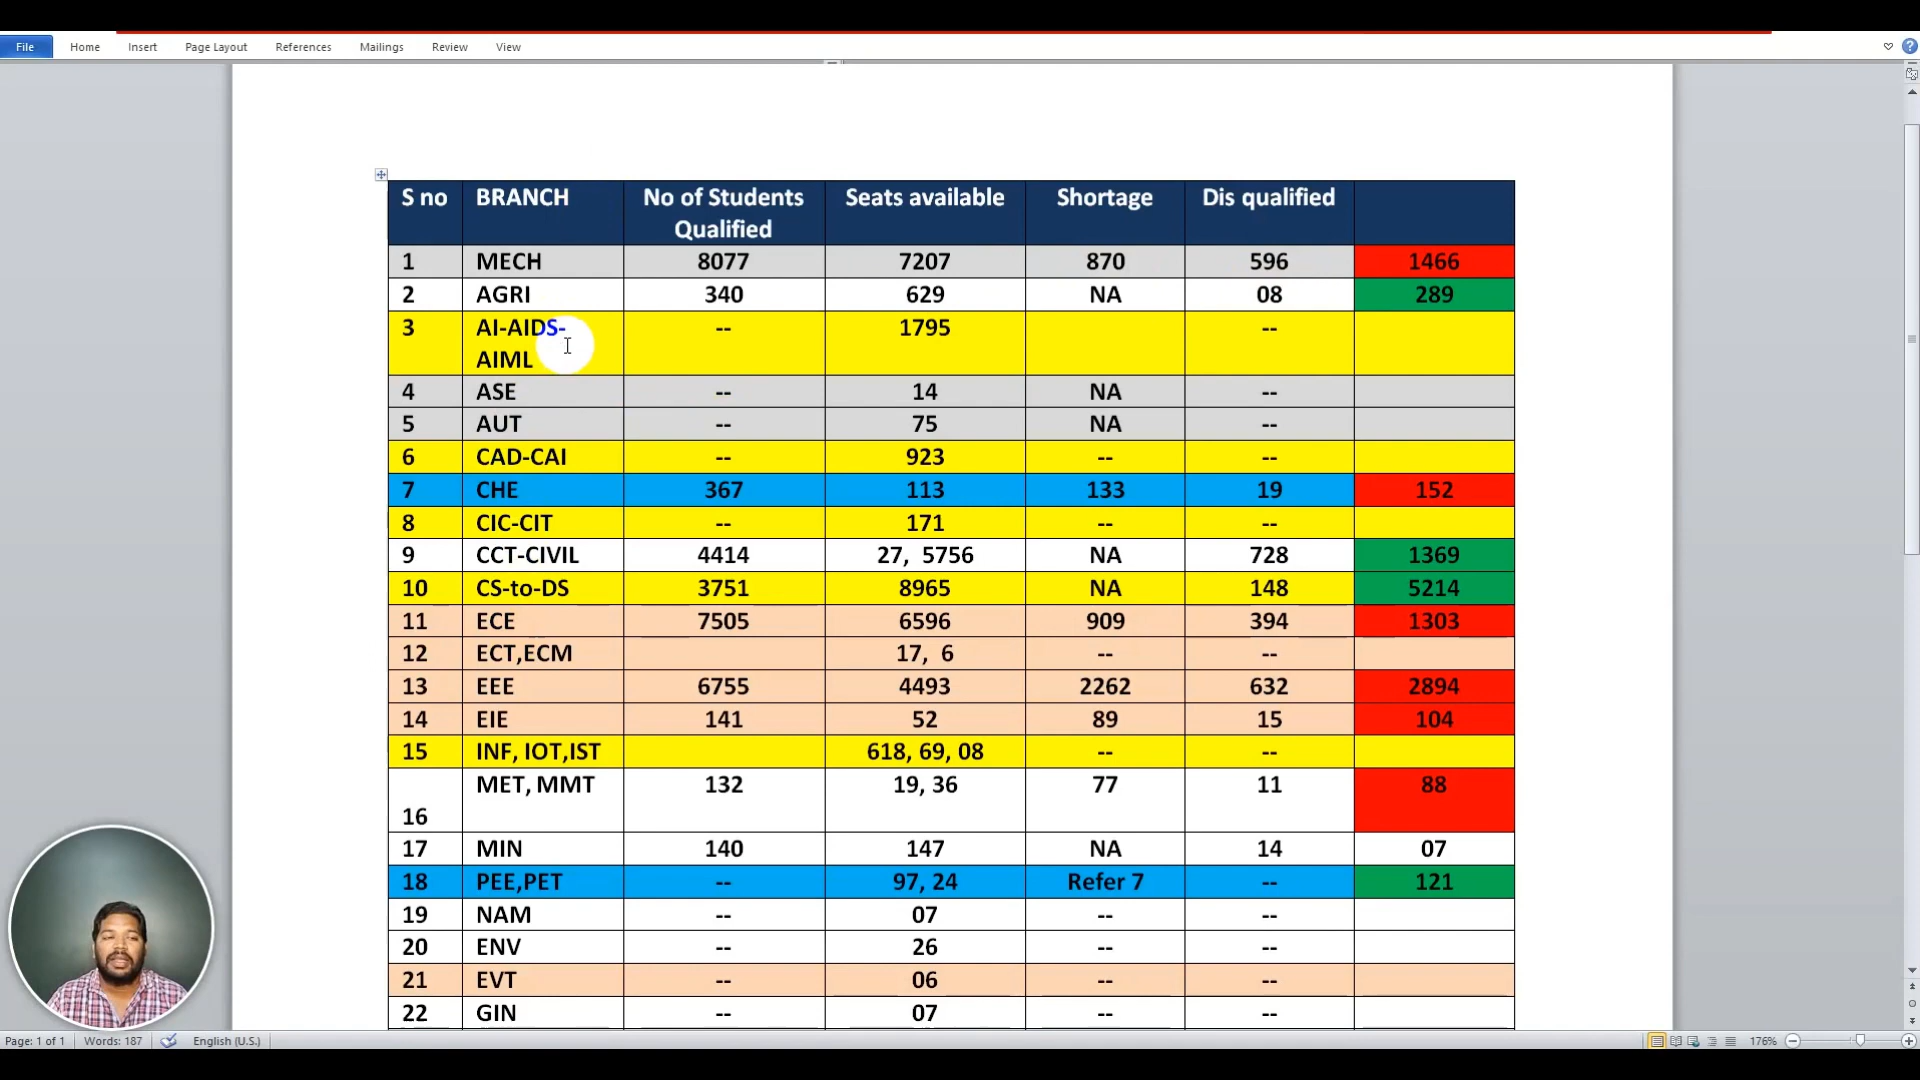 File Home Insert Page Layout References Mailings Review View
S no BRANCH No of Students Qualified Seats available Shortage Dis qualified
1 MECH 8077 7207 870 596 1466
2 AGRI 340 629 NA 08 289
3 AI-AIDS-AIML -- 1795 --
4 ASE -- 14 NA --
5 AUT -- 75 NA --
6 CAD-CAI -- 923 -- --
7 CHE 367 113 133 19 152
8 CIC-CIT -- 171 -- --
9 CCT-CIVIL 4414 27, 5756 NA 728 1369
10 CS-to-DS 3751 8965 NA 148 5214
11 ECE 7505 6596 909 394 1303
12 ECT,ECM 17, 6 -- --
13 EEE 6755 4493 2262 632 2894
14 EIE 141 52 89 15 104
15 INF, IOT,IST 618, 69, 08 -- --
16 MET, MMT 132 19, 36 77 11 88
17 MIN 140 147 NA 14 07
18 PEE,PET -- 97, 24 Refer 7 -- 121
19 NAM -- 07 -- --
20 ENV -- 26 -- --
21 EVT -- 06 -- --
22 GIN -- 07 -- --
Page: 1 of 1 Words: 187 English (U.S.) 176%